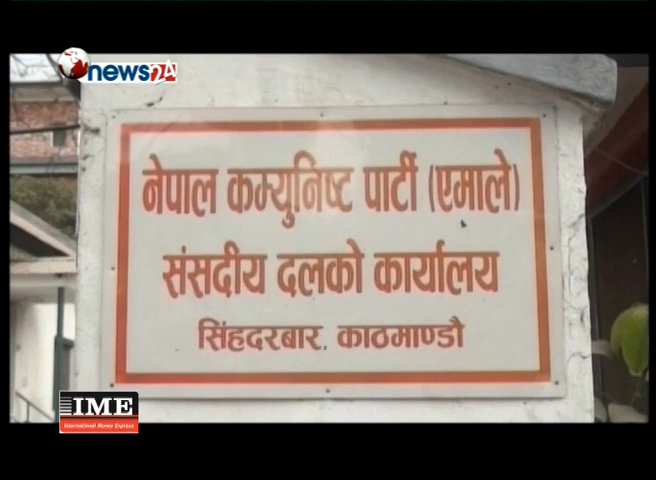 news24
नेपाल कम्युनिष्ट पार्टी (एमाले)
संसदीय दलको कार्यालय
सिंहदरबार, काठमाण्डौ
IME
International Money Express